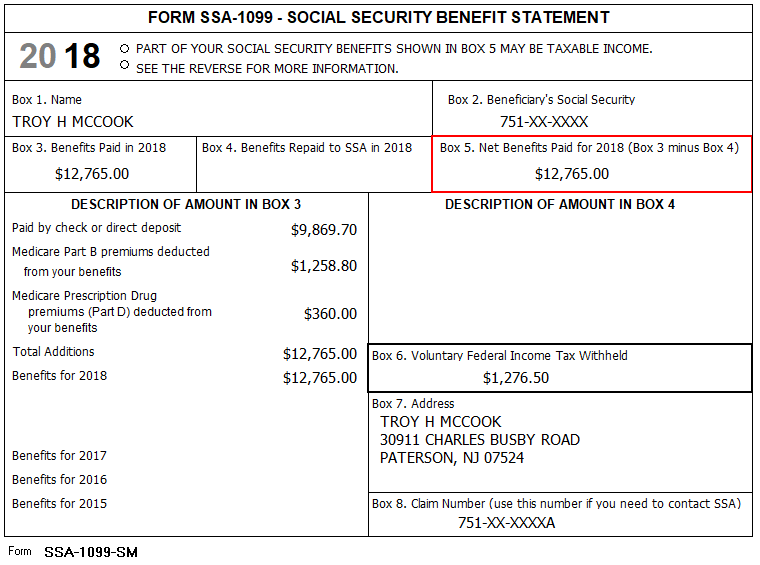 FORM SSA-1099 - SOCIAL SECURITY BENEFIT STATEMENT
2018
PART OF YOUR SOCIAL SECURITY BENEFITS SHOWN IN BOX 5 MAY BE TAXABLE INCOME.
SEE THE REVERSE FOR MORE INFORMATION.
Box 1. Name
TROY H MCCOOK
Box 2. Beneficiary's Social Security
751-XX-XXXX
Box 3. Benefits Paid in 2018
$12,765.00
Box 4. Benefits Repaid to SSA in 2018
Box 5. Net Benefits Paid for 2018 (Box 3 minus Box 4)
$12,765.00
DESCRIPTION OF AMOUNT IN BOX 3
Paid by check or direct deposit $9,869.70
Medicare Part B premiums deducted
from your benefits $1,258.80
Medicare Prescription Drug
premiums (Part D) deducted from $360.00
your benefits
Total Additions $12,765.00
Benefits for 2018 $12,765.00
Benefits for 2017
Benefits for 2016
Benefits for 2015
DESCRIPTION OF AMOUNT IN BOX 4
Box 6. Voluntary Federal Income Tax Withheld
$1,276.50
Box 7. Address
TROY H MCCOOK
30911 CHARLES BUSBY ROAD
PATERSON, NJ 07524
Box 8. Claim Number (use this number if you need to contact SSA)
751-XX-XXXXA
Form SSA-1099-SM